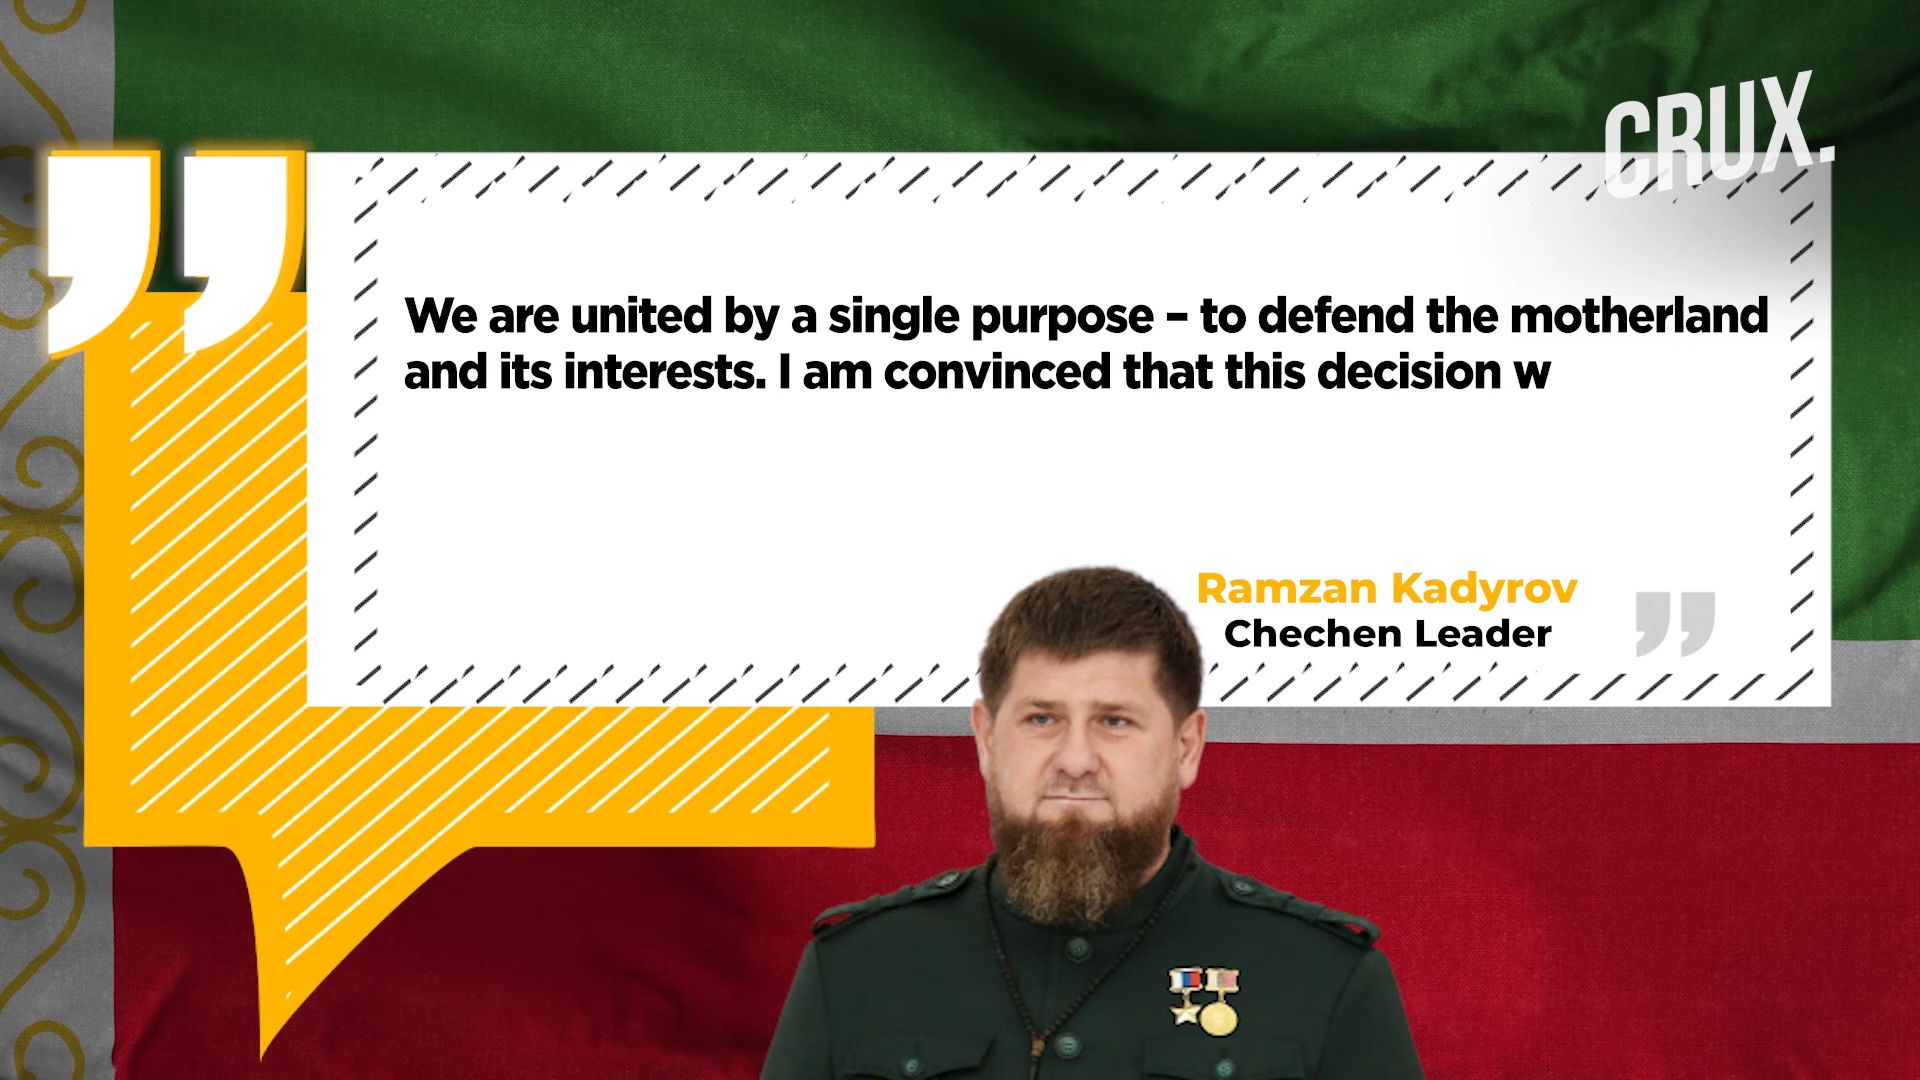 CRUX.
We are united by a single purpose – to defend the motherland
and its interests. I am convinced that this decision w
Ramzan Kadyrov
Chechen Leader